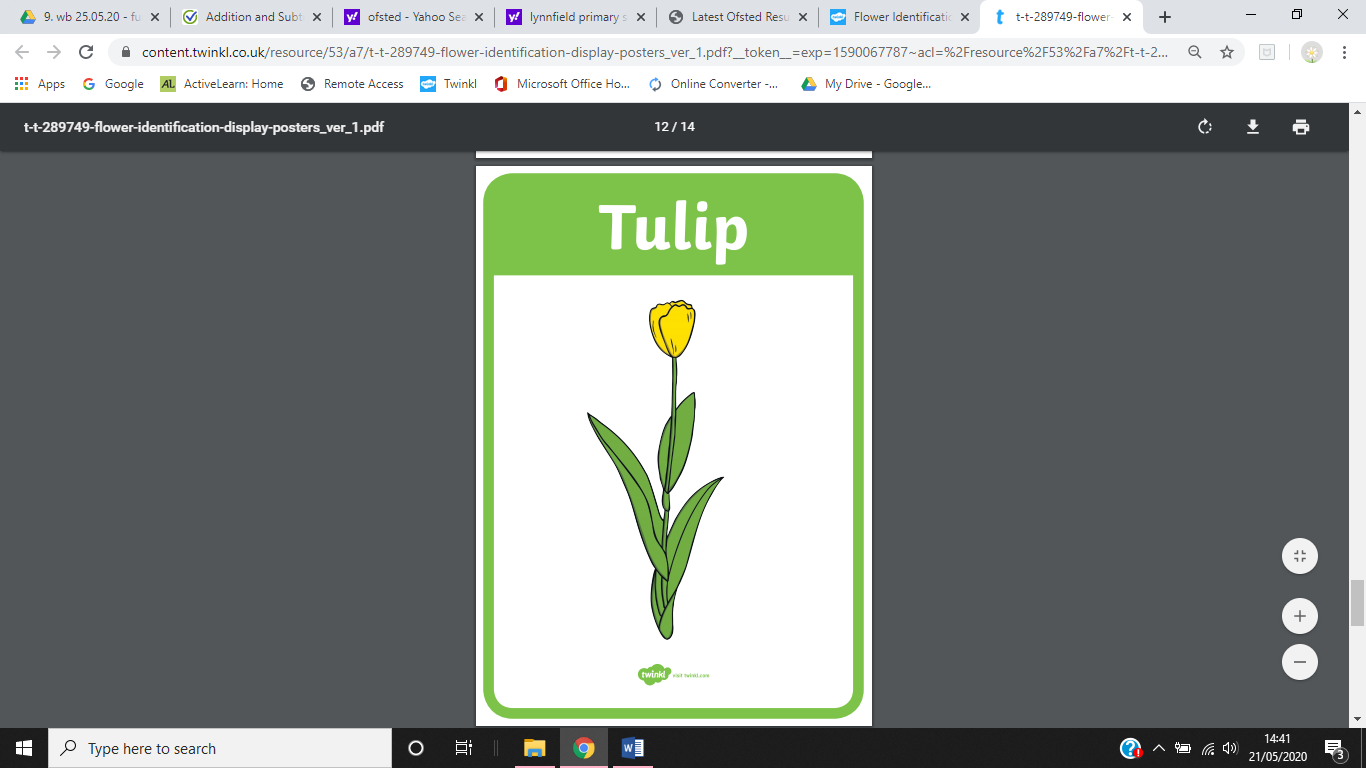 9. wb 25.05.20 - fu
Addition and Subt
ofsted - Yahoo Sea
lynnfield primary s
Latest Ofsted Resu
Flower Identificati
t-t-289749-flower-
content.twinkl.co.uk/resource/53/a7/t-t-289749-flower-identification-display-posters_ver_1.pdf?__token__=exp=1590067787~acl=%2Fresource%2F53%2Fa7%2Ft-t-2...
Apps
Google
AL ActiveLearn: Home
Remote Access
Twinkl
Microsoft Office Ho...
Online Converter -...
My Drive - Google...
t-t-289749-flower-identification-display-posters_ver_1.pdf
12 / 14
Tulip
twinkl visit twinkl.com
Type here to search
14:41
21/05/2020
3